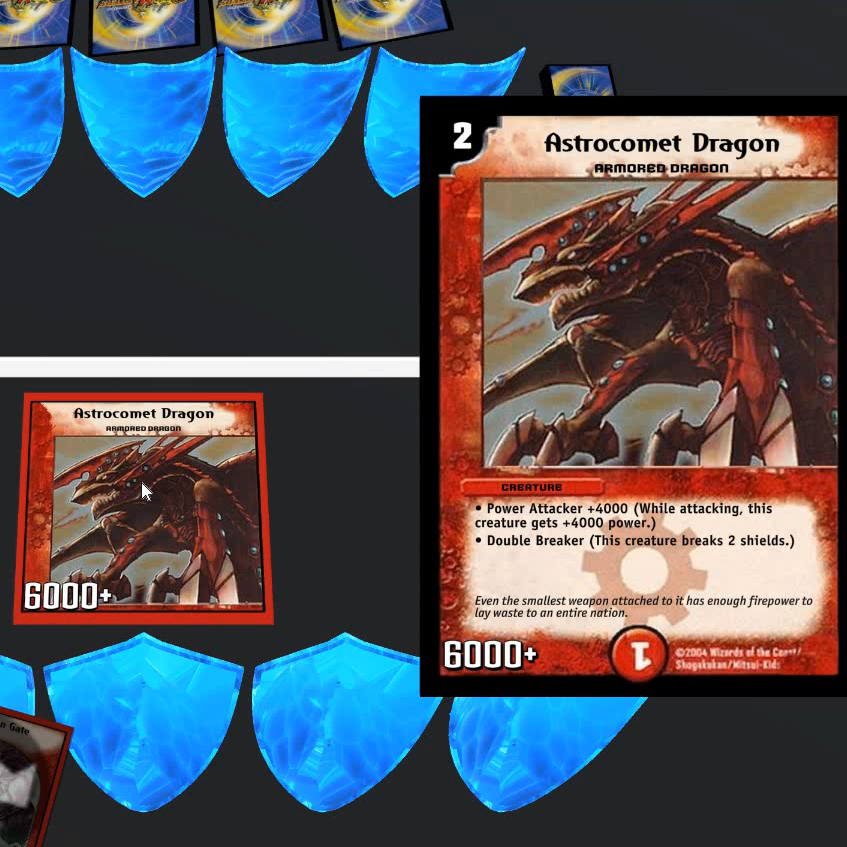 2
Astrocomet Dragon
ARMORED DRAGON
CREATURE
• Power Attacker +4000 (While attacking, this
creature gets +4000 power.)
• Double Breaker (This creature breaks 2 shields.)
Even the smallest weapon attached to it has enough firepower to
lay waste to an entire nation.
6000+
1
©2004 Wizards of the Coast/
Shogakukan/Mitsui-Kids
Astrocomet Dragon
ARMORED DRAGON
6000+
Gate